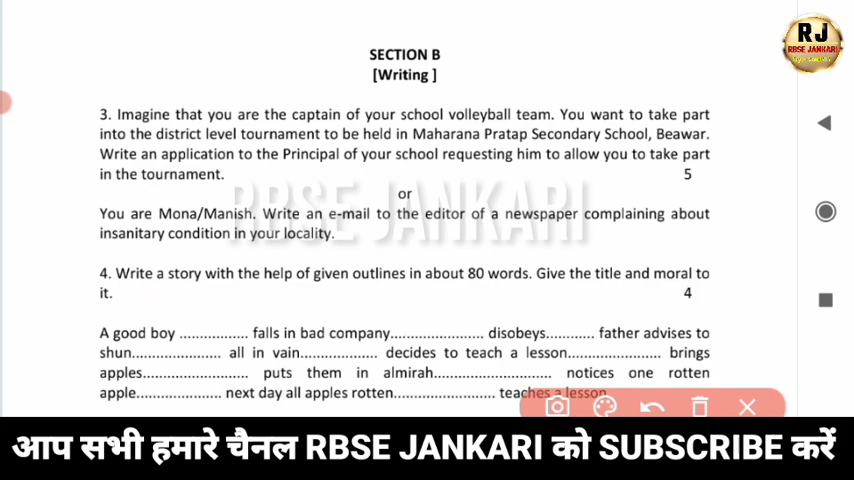 RJ
RBSE JANKARI
SECTION B
[Writing ]
3. Imagine that you are the captain of your school volleyball team. You want to take part
into the district level tournament to be held in Maharana Pratap Secondary School, Beawar.
Write an application to the Principal of your school requesting him to allow you to take part
in the tournament. 5
or
RBSE JANKARI
You are Mona/Manish. Write an e-mail to the editor of a newspaper complaining about
insanitary condition in your locality.
4. Write a story with the help of given outlines in about 80 words. Give the title and moral to
it. 4
A good boy ................. falls in bad company....................... disobeys............ father advises to
shun...................... all in vain................... decides to teach a lesson....................... brings
apples.......................... puts them in almirah............................. notices one rotten
apple..................... next day all apples rotten......................... teaches a lesson
आप सभी हमारे चैनल RBSE JANKARI को SUBSCRIBE करें